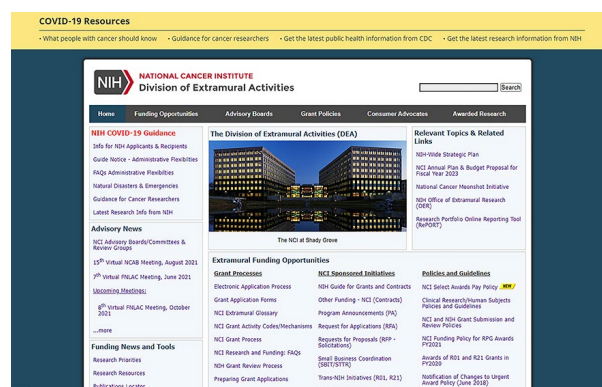 COVID-19 Resources
• What people with cancer should know • Guidance for cancer researchers • Get the latest public health information from CDC • Get the latest research information from NIH
NIH NATIONAL CANCER INSTITUTE
Division of Extramural Activities
Search
Home Funding Opportunities Advisory Boards Grant Policies Consumer Advocates Awarded Research
NIH COVID-19 Guidance
Info for NIH Applicants & Recipients
Guide Notice - Administrative Flexibilties
FAQs Administrative Flexibilties
Natural Disasters & Emergencies
Guidance for Cancer Researchers
Latest Research Info from NIH
Advisory News
NCI Advisory Boards/Committees &
Review Groups
15th Virtual NCAB Meeting, August 2021
7th Virtual FNLAC Meeting, June 2021
Upcoming Meetings:
8th Virtual FNLAC Meeting, October
2021
...more
Funding News and Tools
Research Priorities
Research Resources
Publications Locator
The Division of Extramural Activities (DEA)
The NCI at Shady Grove
Relevant Topics & Related
Links
NIH-Wide Strategic Plan
NCI Annual Plan & Budget Proposal for
Fiscal Year 2023
National Cancer Moonshot Initiative
NIH Office of Extramural Research
(OER)
Research Portfolio Online Reporting Tool
(RePORT)
Extramural Funding Opportunities
Grant Processes
Electronic Application Process
Grant Application Forms
NCI Extramural Glossary
NCI Grant Activity Codes/Mechanisms
NCI Grant Process
NCI Research and Funding: FAQs
NIH Grant Review Process
Preparing Grant Applications
NCI Sponsored Initiatives
NIH Guide for Grants and Contracts
Other Funding - NCI (Contracts)
Program Announcements (PA)
Request for Applications (RFA)
Requests for Proposals (RFP -
Solicitations)
Small Business Coordination
(SBIT/STTR)
Trans-NIH Initiatives (R01, R21)
Policies and Guidelines
NCI Select Awards Pay Policy NEW
Clinical Research/Human Subjects
Policies and Guidelines
NCI and NIH Grant Submission and
Review Policies
NCI Funding Policy for RPG Awards
FY2021
Awards of R01 and R21 Grants in
FY2020
Notification of Changes to Urgent
Award Policy (June 2018)